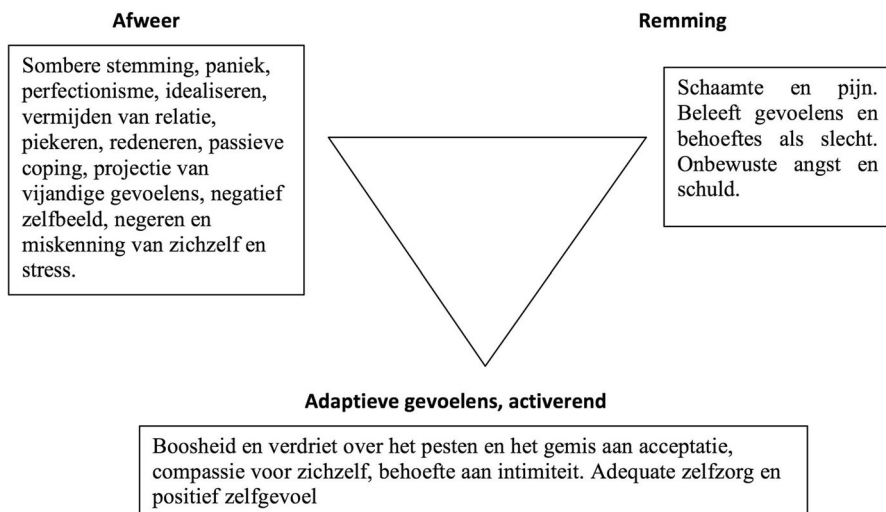 Afweer
Remming
Sombere stemming, paniek,
perfectionisme, idealiseren,
vermijden van relatie,
piekeren, redeneren, passieve
coping, projectie van
vijandige gevoelens, negatief
zelfbeeld, negeren en
miskenning van zichzelf en
stress.
Schaamte en pijn.
Beleeft gevoelens en
behoeftes als slecht.
Onbewuste angst en
schuld.
Adaptieve gevoelens, activerend
Boosheid en verdriet over het pesten en het gemis aan acceptatie,
compassie voor zichzelf, behoefte aan intimiteit. Adequate zelfzorg en
positief zelfgevoel